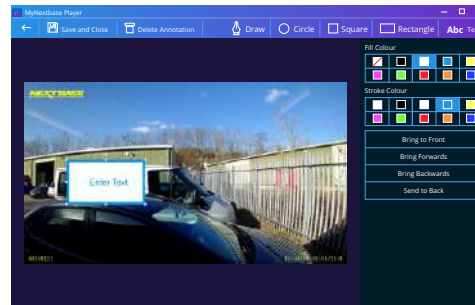 MyNextbase Player
Save and Close
Delete Annotation
Draw
Circle
Square
Rectangle
Abc Te
Fill Colour
Stroke Colour
Bring to Front
Bring Forwards
Bring Backwards
Send to Back
NEXTBASE
Enter Text